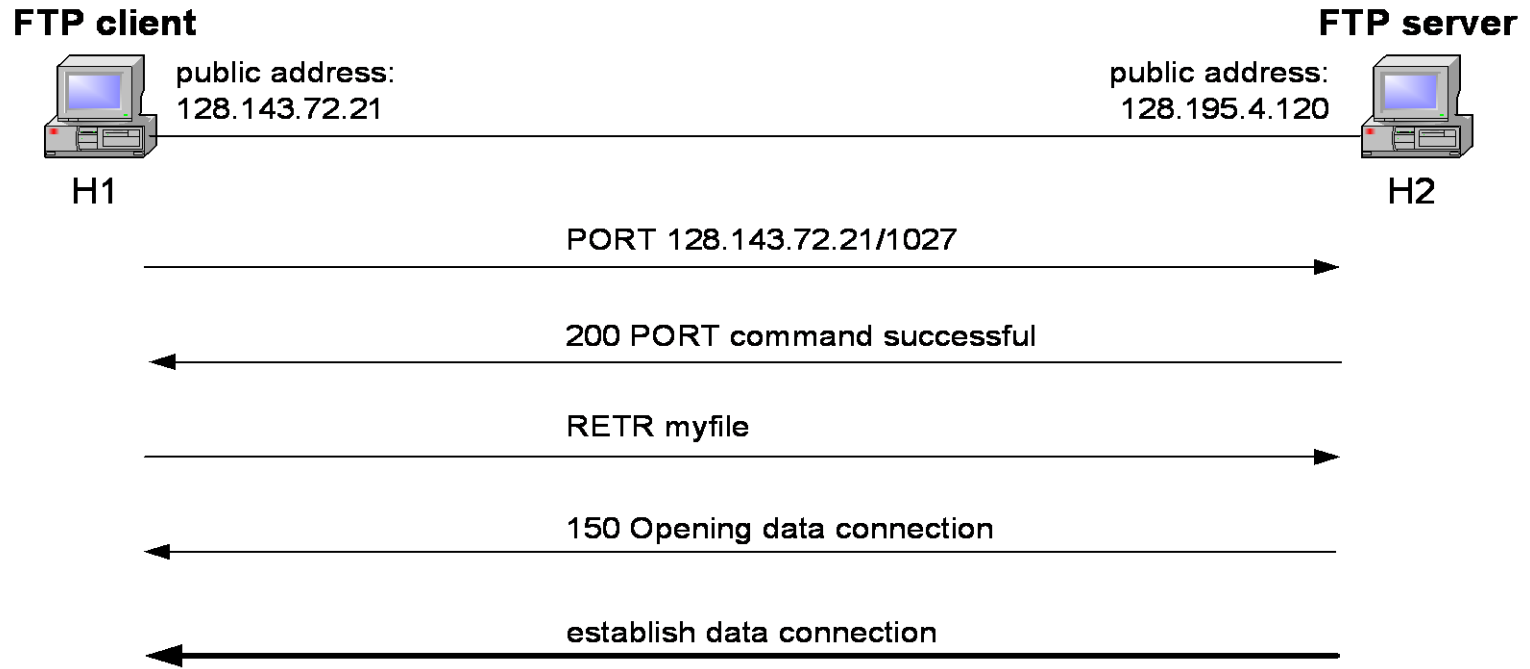 FTP client
FTP server
public address:
128.143.72.21
public address:
128.195.4.120
H1
H2
PORT 128.143.72.21/1027
200 PORT command successful
RETR myfile
150 Opening data connection
establish data connection